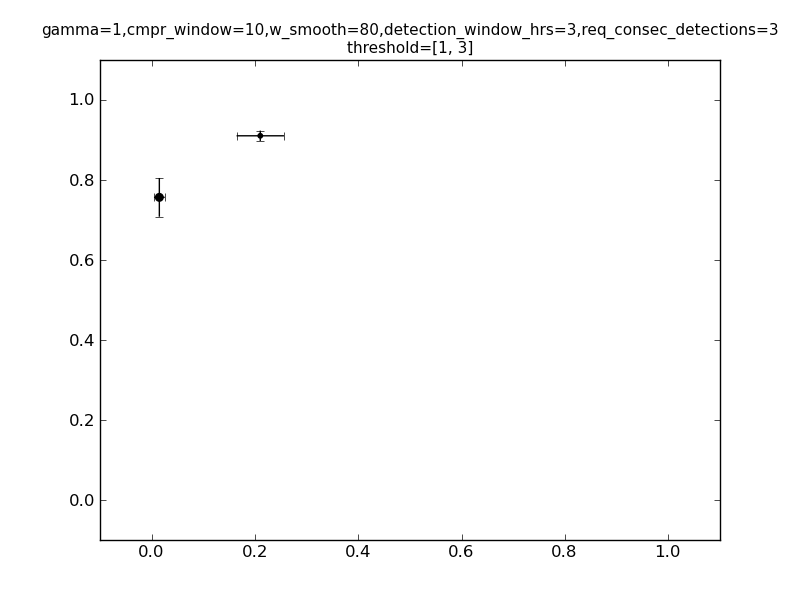 gamma=1,cmpr_window=10,w_smooth=80,detection_window_hrs=3,req_consec_detections=3
threshold=[1, 3]
1.0
0.8
0.6
0.4
0.2
0.0
0.0 0.2 0.4 0.6 0.8 1.0